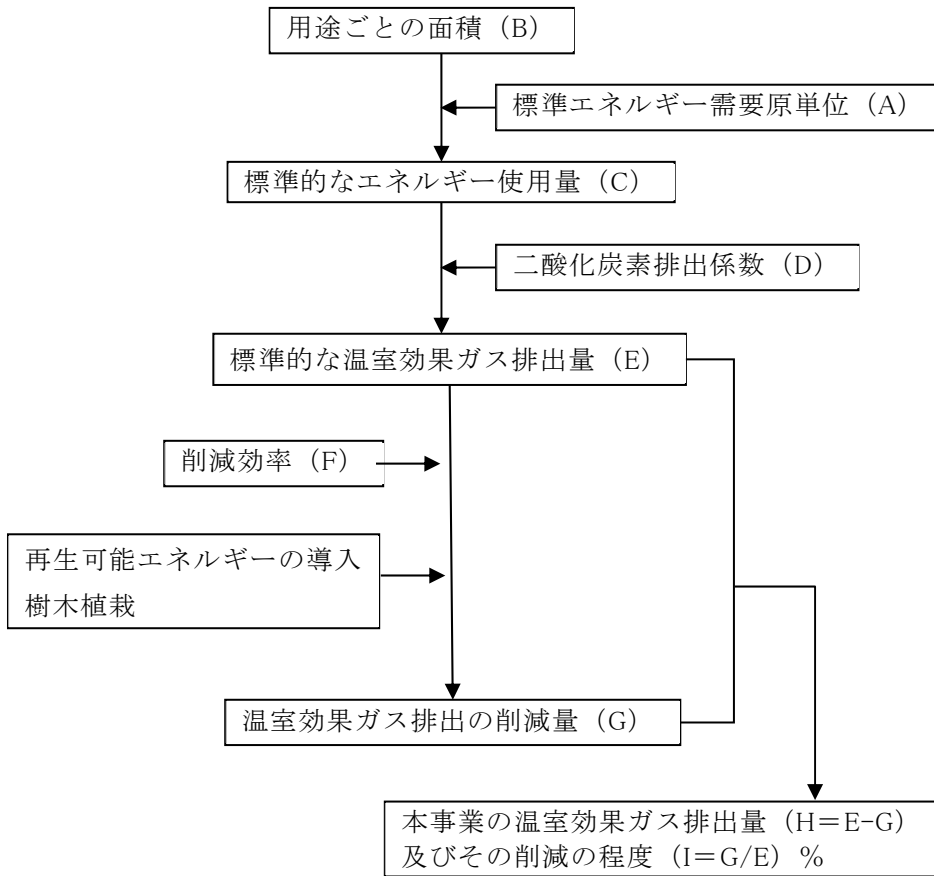 用途ごとの面積（B）
標準エネルギー需要原単位（A）
標準的なエネルギー使用量（C）
二酸化炭素排出係数（D）
標準的な温室効果ガス排出量（E）
削減効率（F）
再生可能エネルギーの導入
樹木植栽
温室効果ガス排出の削減量（G）
本事業の温室効果ガス排出量（H＝E-G）
及びその削減の程度（I＝G/E）%